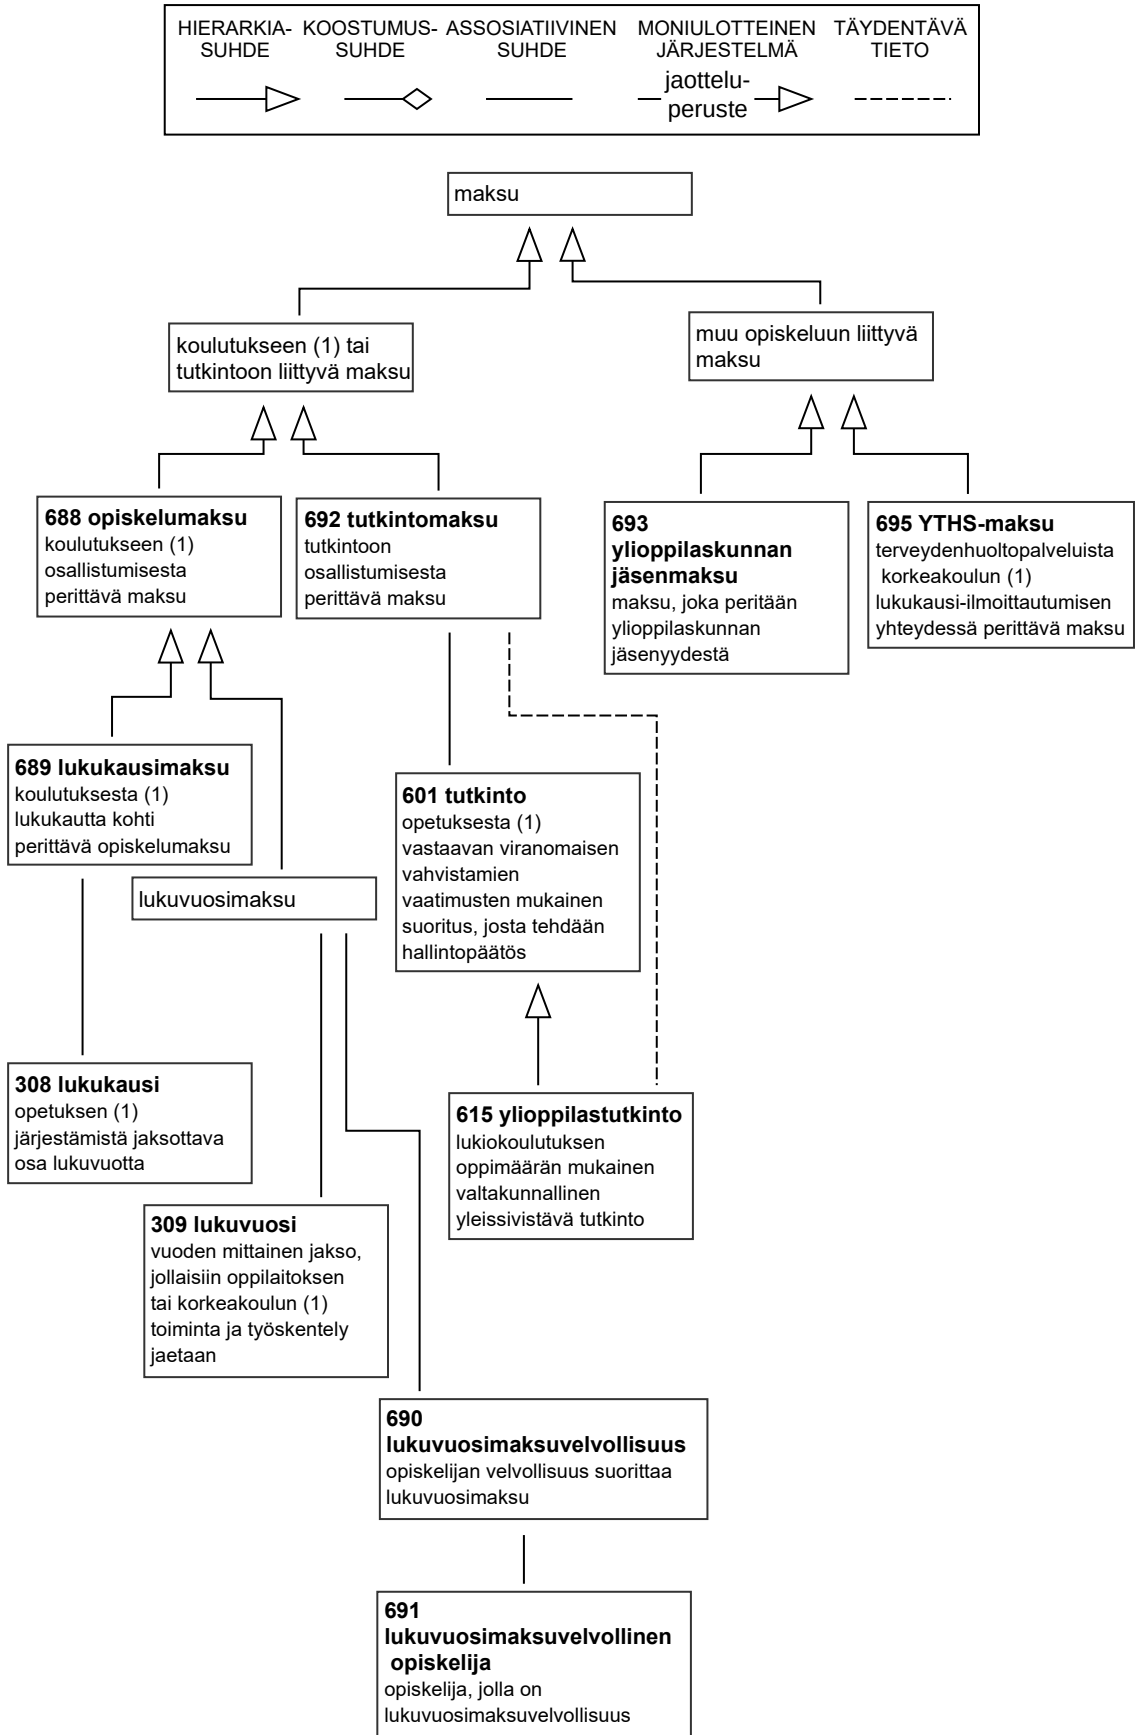 HIERARKIA-
SUHDE
KOOSTUMUS-
SUHDE
ASSOSIATIIVINEN
SUHDE
MONIULOTTEINEN
JÄRJESTELMÄ
TÄYDENTÄVÄ
TIETO
jaottelu-
peruste
maksu
koulutukseen (1) tai
tutkintoon liittyvä maksu
muu opiskeluun liittyvä
maksu
688 opiskelumaksu
koulutukseen (1)
osallistumisesta
perittävä maksu
692 tutkintomaksu
tutkintoon
osallistumisesta
perittävä maksu
693
ylioppilaskunnan
jäsenmaksu
maksu, joka peritään
ylioppilaskunnan
jäsenyydestä
695 YTHS-maksu
terveydenhuoltopalveluista
korkeakoulun (1)
lukukausi-ilmoittautumisen
yhteydessä perittävä maksu
689 lukukausimaksu
koulutuksesta (1)
lukukautta kohti
perittävä opiskelumaksu
lukuvuosimaksu
601 tutkinto
opetuksesta (1)
vastaavan viranomaisen
vahvistamien
vaatimusten mukainen
suoritus, josta tehdään
hallintopäätös
308 lukukausi
opetuksen (1)
järjestämistä jaksottava
osa lukuvuotta
615 ylioppilastutkinto
lukiokoulutuksen
oppimäärän mukainen
valtakunnallinen
yleissivistävä tutkinto
309 lukuvuosi
vuoden mittainen jakso,
jollaisiin oppilaitoksen
tai korkeakoulun (1)
toiminta ja työskentely
jaetaan
690
lukuvuosimaksuvelvollisuus
opiskelijan velvollisuus suorittaa
lukuvuosimaksu
691
lukuvuosimaksuvelvollinen
opiskelija
opiskelija, jolla on
lukuvuosimaksuvelvollisuus